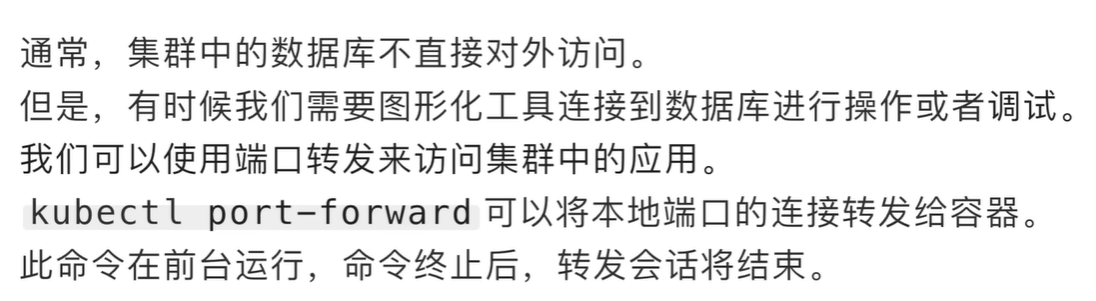 通常，集群中的数据库不直接对外访问。
但是，有时候我们需要图形化工具连接到数据库进行操作或者调试。
我们可以使用端口转发来访问集群中的应用。
kubectl port-forward 可以将本地端口的连接转发给容器。
此命令在前台运行，命令终止后，转发会话将结束。